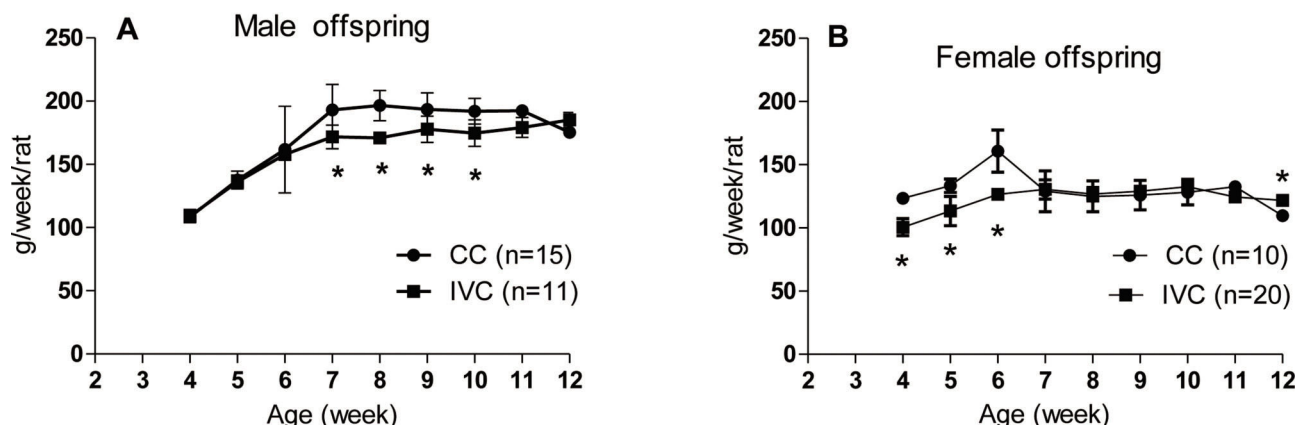 A Male offspring
250
200
150
100
50
0
g/week/rat
* * * *
CC (n=15)
IVC (n=11)
2 3 4 5 6 7 8 9 10 11 12
Age (week)
B
Female offspring
250
200
150
100
50
0
g/week/rat
*
* * *
CC (n=10)
IVC (n=20)
2 3 4 5 6 7 8 9 10 11 12
Age (week)